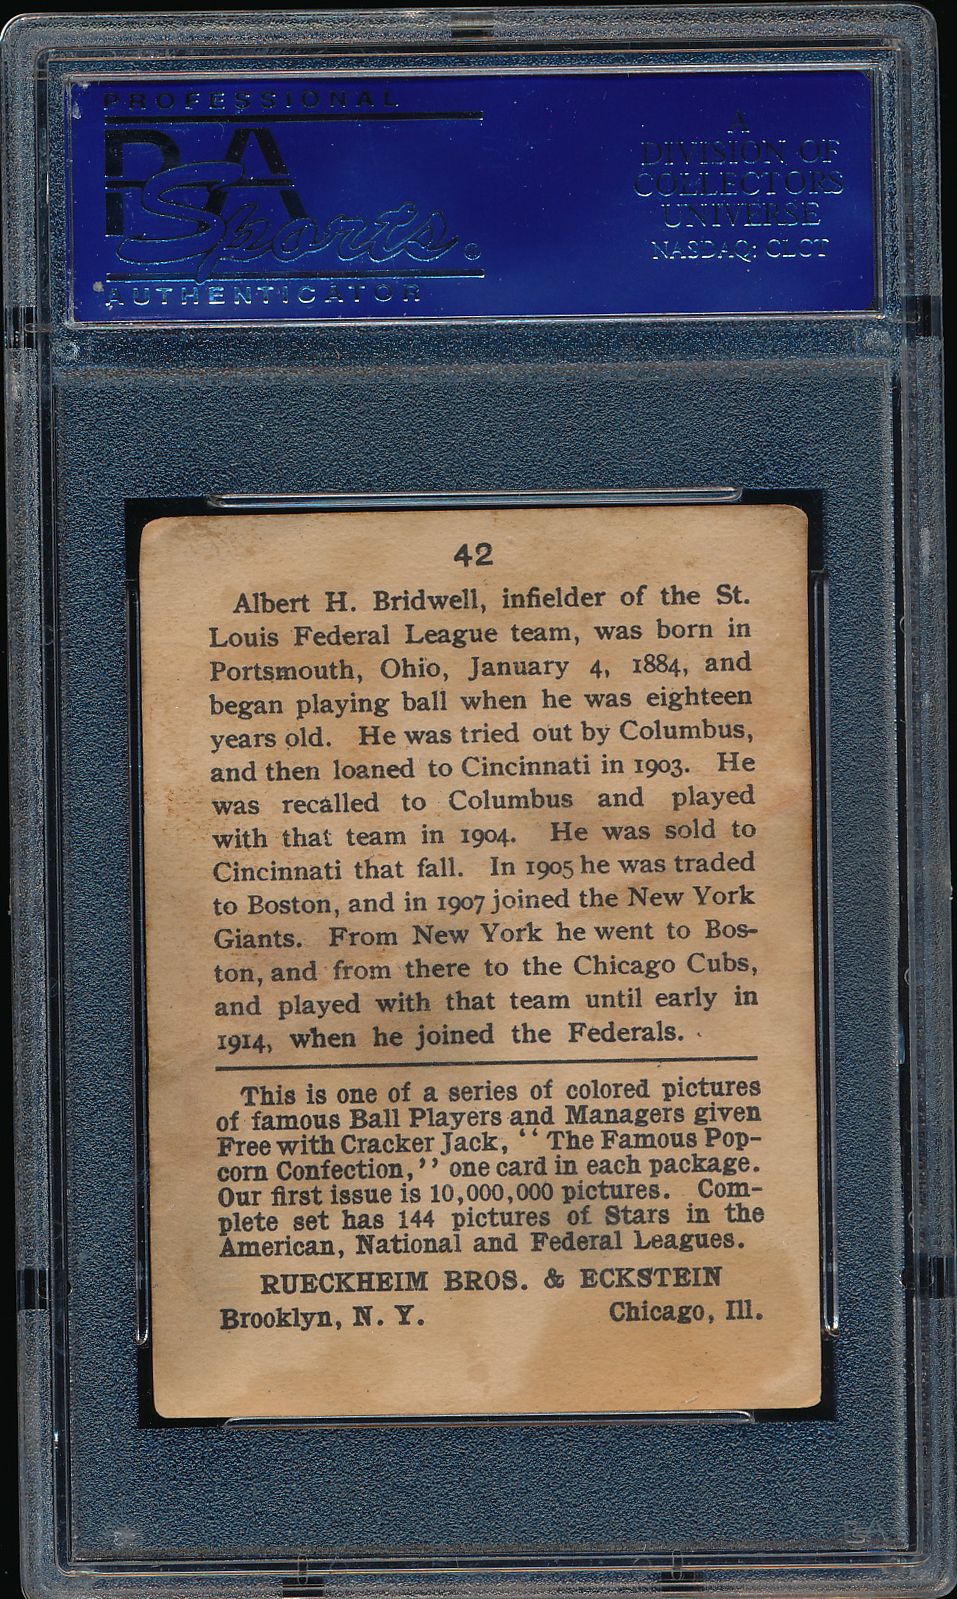 PROFESSIONAL
PSA
Sports®
AUTHENTICATOR
A
DIVISION OF
COLLECTORS
UNIVERSE
NASDAQ: CLCT
42
Albert H. Bridwell, infielder of the St.
Louis Federal League team, was born in
Portsmouth, Ohio, January 4, 1884, and
began playing ball when he was eighteen
years old. He was tried out by Columbus,
and then loaned to Cincinnati in 1903. He
was recalled to Columbus and played
with that team in 1904. He was sold to
Cincinnati that fall. In 1905 he was traded
to Boston, and in 1907 joined the New York
Giants. From New York he went to Bos-
ton, and from there to the Chicago Cubs,
and played with that team until early in
1914, when he joined the Federals.
This is one of a series of colored pictures
of famous Ball Players and Managers given
Free with Cracker Jack, "The Famous Pop-
corn Confection," one card in each package.
Our first issue is 10,000,000 pictures. Com-
plete set has 144 pictures of Stars in the
American, National and Federal Leagues.
RUECKHEIM BROS. & ECKSTEIN
Brooklyn, N. Y. Chicago, Ill.